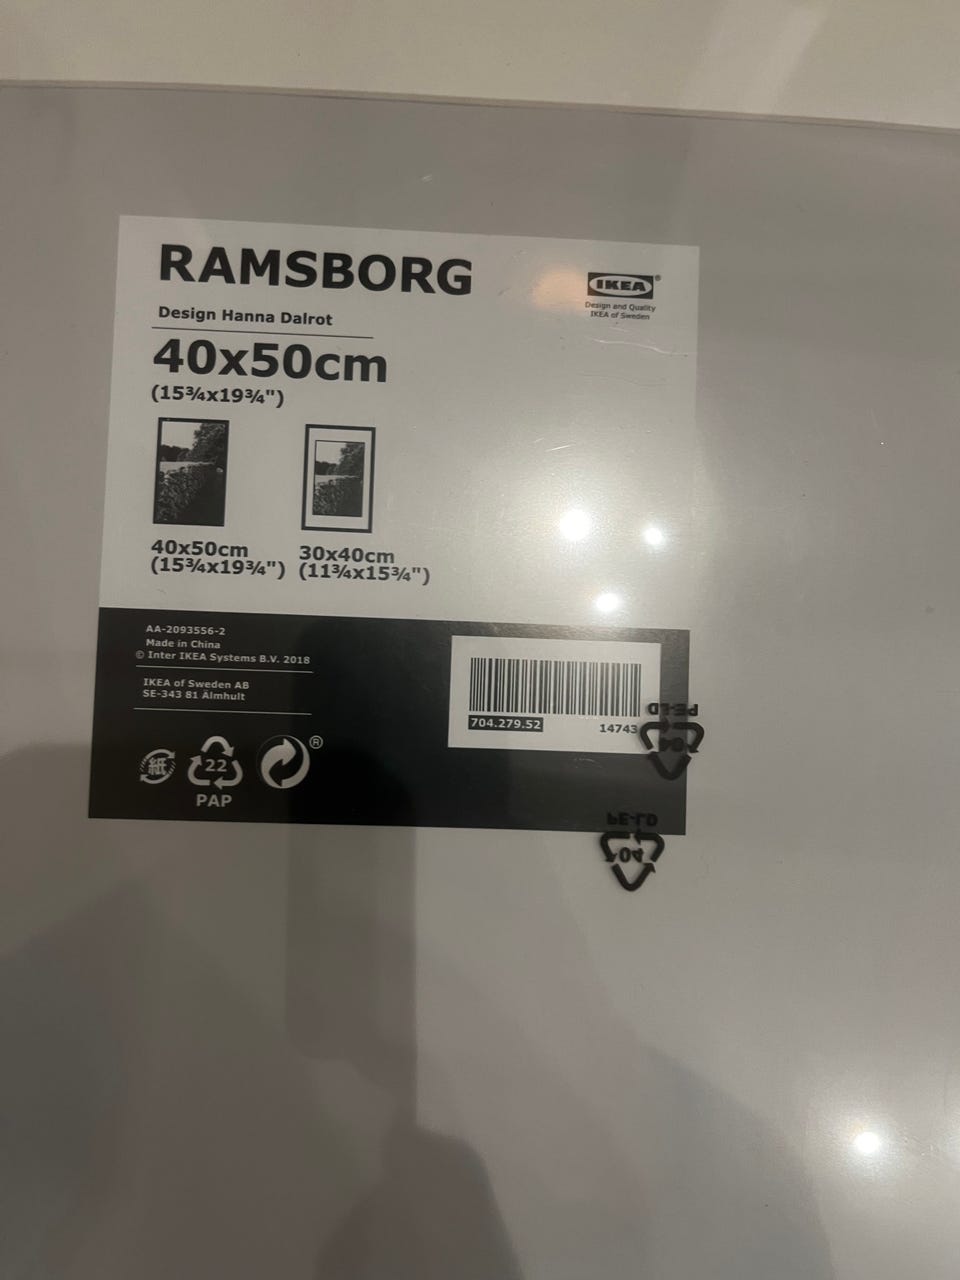 RAMSBORG
Design Hanna Dalrot
IKEA®
Design and Quality
IKEA of Sweden
40x50cm
(15¾x19¾")
40x50cm
(15¾x19¾")
30x40cm
(11¾x15¾")
AA-2093556-2
Made in China
© Inter IKEA Systems B.V. 2018
IKEA of Sweden AB
SE-343 81 Älmhult
704.279.52
14743
紙
22
PAP
®
PE-LD
04
PE-LD
04